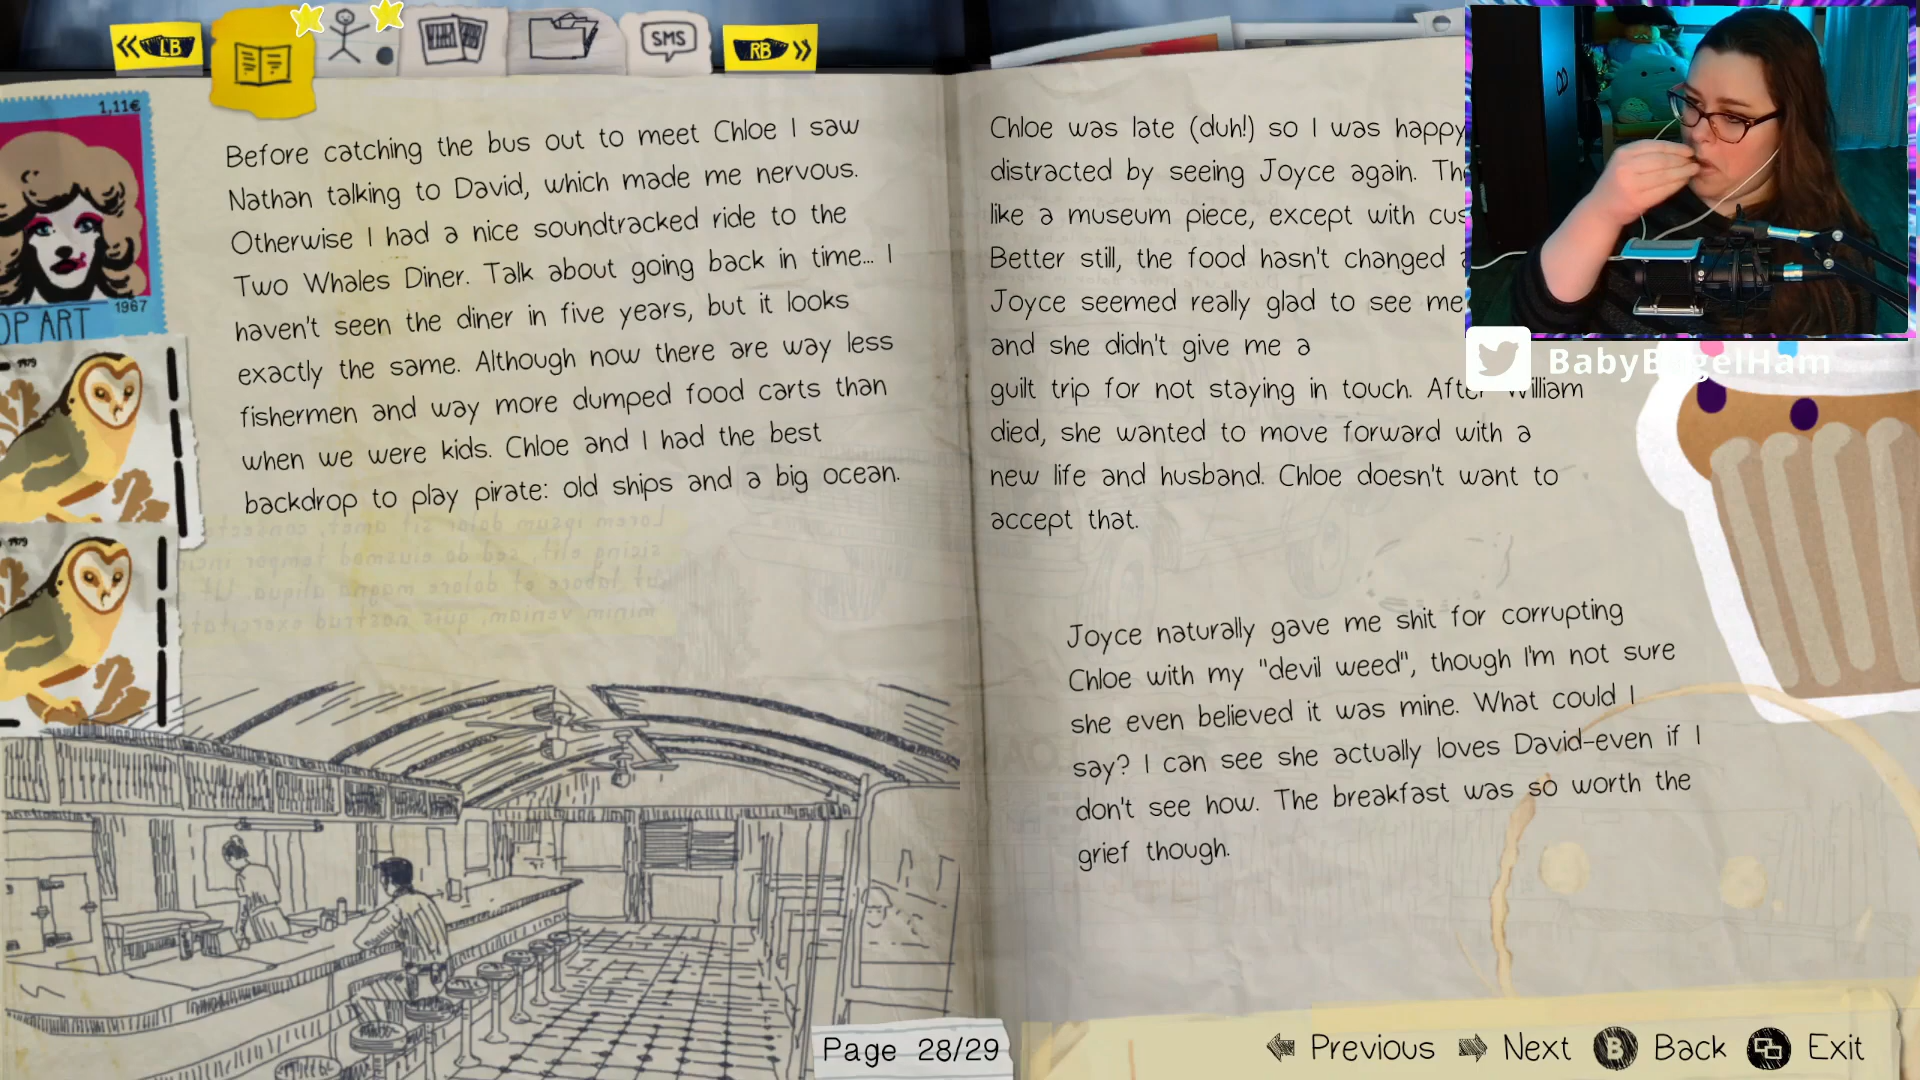 LB
SMS
RB
1,11€
1967
OP ART
1979
1979
Before catching the bus out to meet Chloe I saw
Nathan talking to David, which made me nervous.
Otherwise I had a nice soundtracked ride to the
Two Whales Diner. Talk about going back in time... I
haven't seen the diner in five years, but it looks
exactly the same. Although now there are way less
fishermen and way more dumped food carts than
when we were kids. Chloe and I had the best
backdrop to play pirate: old ships and a big ocean.
Chloe was late (duh!) so I was happy
distracted by seeing Joyce again. Th
like a museum piece, except with cus
Better still, the food hasn't changed
Joyce seemed really glad to see me
and she didn't give me a
guilt trip for not staying in touch. After William
died, she wanted to move forward with a
new life and husband. Chloe doesn't want to
accept that.
Joyce naturally gave me shit for corrupting
Chloe with my "devil weed", though I'm not sure
she even believed it was mine. What could I
say? I can see she actually loves David-even if I
don't see how. The breakfast was so worth the
grief though.
BabyBagelHam
Page 28/29
Previous Next B Back Exit